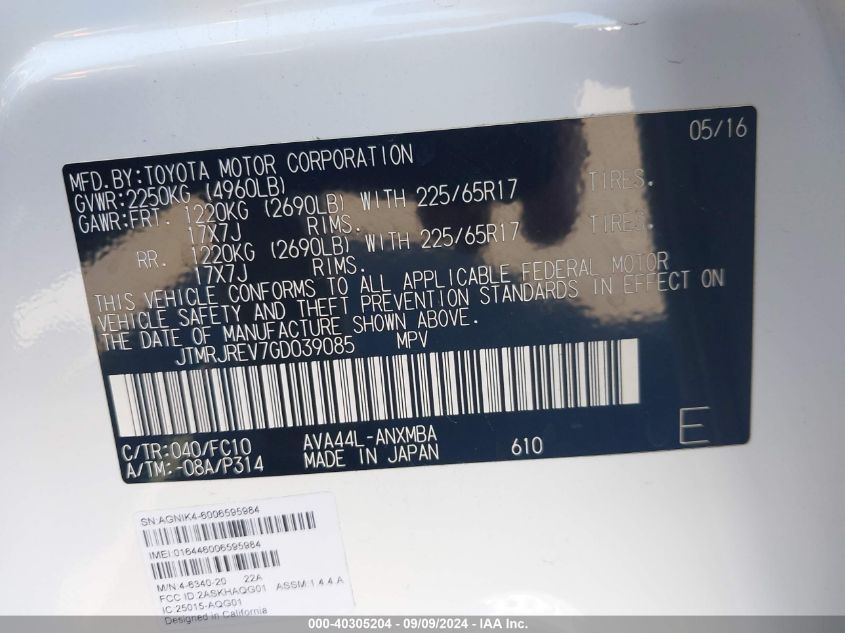 05/16
MFD.BY:TOYOTA MOTOR CORPORATION
GVWR:2250KG (4960LB)
GAWR:FRT. 1220KG (2690LB) WITH 225/65R17 TIRES.
17X7J RIMS.
RR. 1220KG (2690LB) WITH 225/65R17 TIRES.
17X7J RIMS.
THIS VEHICLE CONFORMS TO ALL APPLICABLE FEDERAL MOTOR
VEHICLE SAFETY AND THEFT PREVENTION STANDARDS IN EFFECT ON
THE DATE OF MANUFACTURE SHOWN ABOVE.
JTMRJREV7GD039085 MPV
C/TR:040/FC10 AVA44L-ANXMBA
A/TM:-08A/P314 MADE IN JAPAN 610 E
SN:AGNIK4-6006595984
IMEI:016446006595984
M/N:4-6340-20 22A
FCC ID:2ASKHAQG01 ASSM:1.4.4.A
IC:25015-AQG01
Designed in California
000-40305204 - 09/09/2024 - IAA Inc.